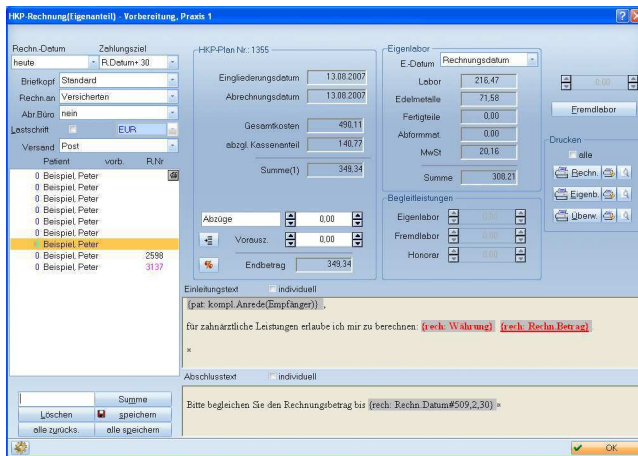 HKP-Rechnung(Eigenanteil) - Vorbereitung, Praxis 1
Rechn.-Datum Zahlungsziel
heute R.Datum+ 30
Briefkopf Standard
Rechn.an Versicherten
Abr.Büro nein
Lastschrift EUR
Versand Post
Patient vorb. R.Nr
0 Beispiel, Peter
0 Beispiel, Peter
0 Beispiel, Peter
0 Beispiel, Peter
0 Beispiel, Peter
0 Beispiel, Peter
0 Beispiel, Peter
0 Beispiel, Peter 2598
0 Beispiel, Peter 3137
Summe
Löschen speichern
alle zurücks. alle speichern
HKP-Plan Nr.: 1355
Eingliederungsdatum 13.08.2007
Abrechnungsdatum 13.08.2007
Gesamtkosten 490,11
abzgl. Kassenanteil 140,77
Summe(1) 349,34
Abzüge 0,00
Vorausz. 0,00
% Endbetrag 349,34
Eigenlabor
E.-Datum Rechnungsdatum
Labor 216,47
Edelmetalle 71,58
Fertigteile 0,00
Abformmat. 0,00
MwSt 20,16
Summe 308,21
Begleitleistungen
Eigenlabor 0,00
Fremdlabor 0,00
Honorar 0,00
0,00
Fremdlabor
Drucken
alle
Rechn.
Eigenb.
Überw.
Einleitungstext individuell
{pat: kompl.Anrede(Empfänger)} ,
für zahnärztliche Leistungen erlaube ich mir zu berechnen: {rech: Währung} {rech: Rechn.Betrag}.
¤
Abschlusstext individuell
Bitte begleichen Sie den Rechnungsbetrag bis {rech: Rechn.Datum#509,2,30} ¤
OK